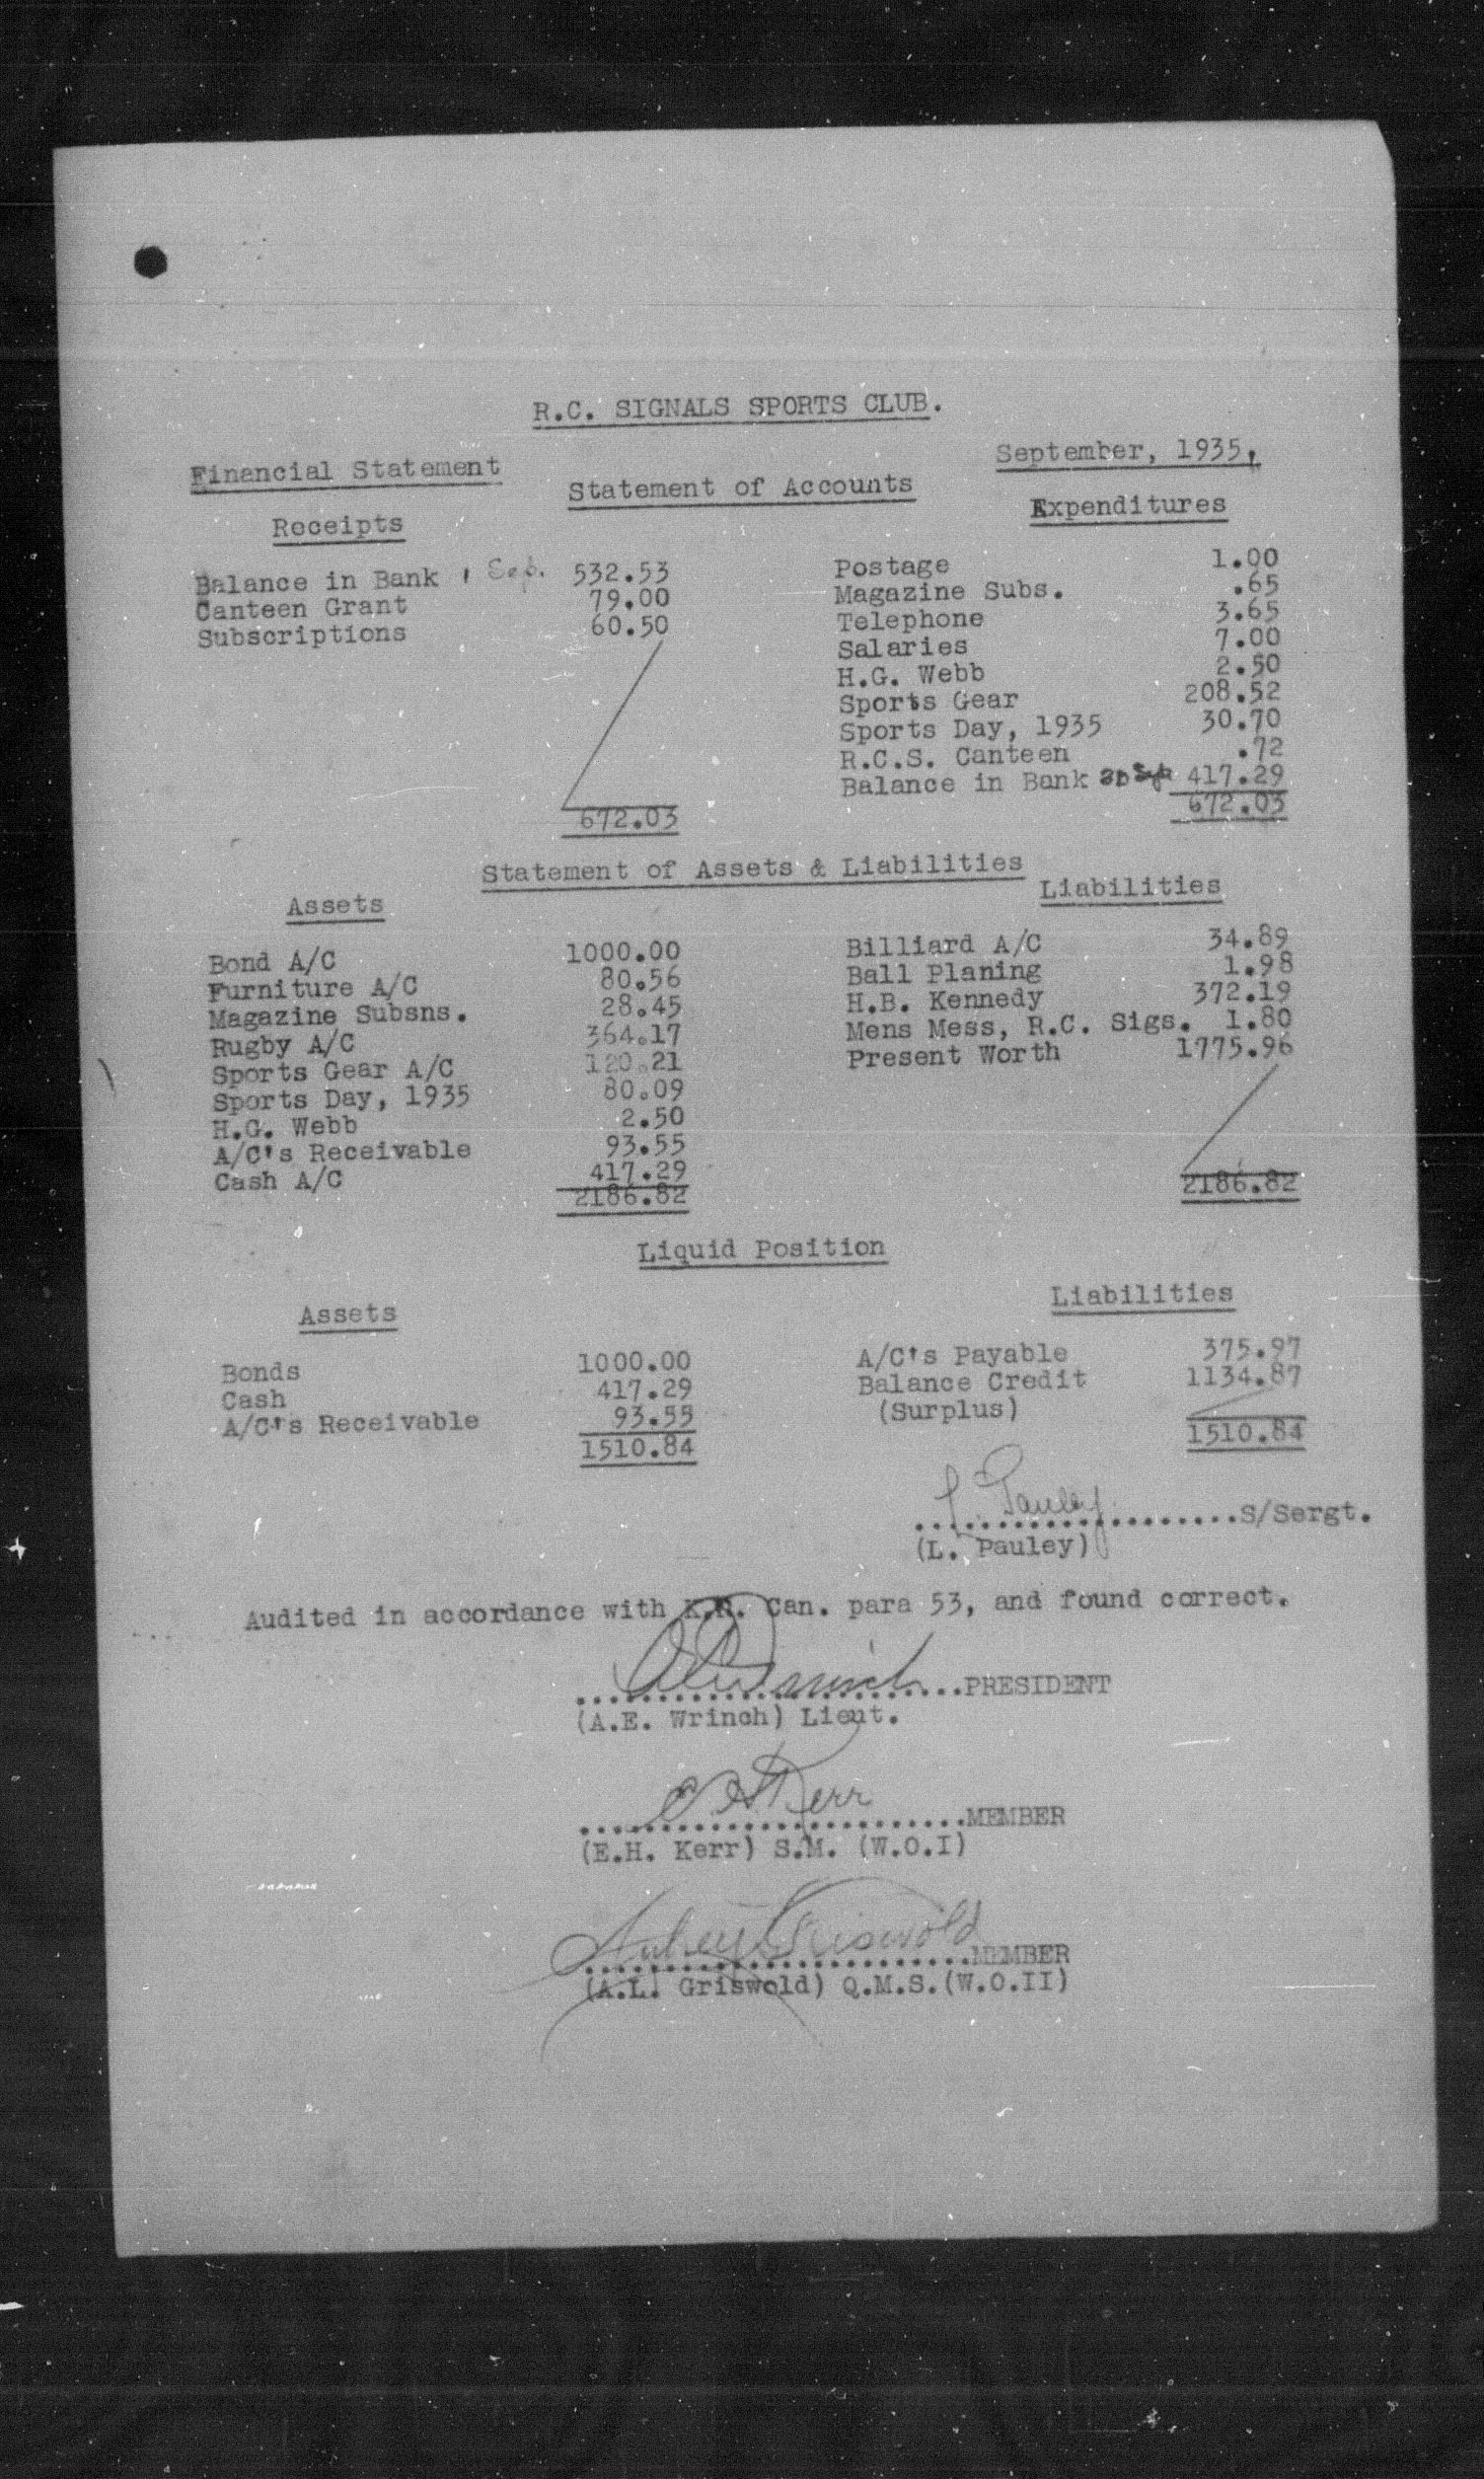 R.C. SIGNALS SPORTS CLUB.
Financial Statement
September, 1935,
Statement of Accounts
Receipts
Expenditures
Balance in Bank 1 Sep. 532.53
Canteen Grant 79.00
Subscriptions 60.50
672.03
Postage 1.00
Magazine Subs. .65
Telephone 3.65
Salaries 7.00
H.G. Webb 2.50
Sports Gear 208.52
Sports Day, 1935 30.70
R.C.S. Canteen .72
Balance in Bank 417.29
672.03
Statement of Assets & Liabilities
Assets
Bond A/C 1000.00
Furniture A/C 80.56
Magazine Subsns. 28.45
Rugby A/C 364.17
Sports Gear A/C 120.21
Sports Day, 1935 80.09
H.G. Webb 2.50
A/C's Receivable 93.55
Cash A/C 417.29
2186.82
Liabilities
Billiard A/C 34.89
Ball Planing 1.98
H.B. Kennedy 372.19
Mens Mess, R.C. Sigs. 1.80
Present Worth 1775.96
2186.82
Liquid Position
Assets
Bonds 1000.00
Cash 417.29
A/C's Receivable 93.55
1510.84
Liabilities
A/C's Payable 375.97
Balance Credit 1134.87
(Surplus)
1510.84
L. Pauley S/Sergt.
(L. Pauley)
Audited in accordance with K.R. Can. para 53, and found correct.
AEWrinch PRESIDENT
(A.E. Wrinch) Lieut.
E H Kerr MEMBER
(E.H. Kerr) S.M. (W.O.I)
Aubrey L Griswold MEMBER
(A.L. Griswold) Q.M.S.(W.O.II)